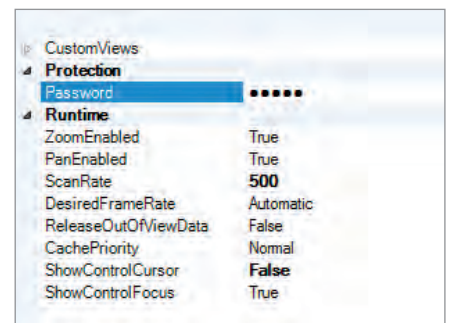 CustomViews
Protection
Password ●●●●●
Runtime
ZoomEnabled True
PanEnabled True
ScanRate 500
DesiredFrameRate Automatic
ReleaseOutOfViewData False
CachePriority Normal
ShowControlCursor False
ShowControlFocus True